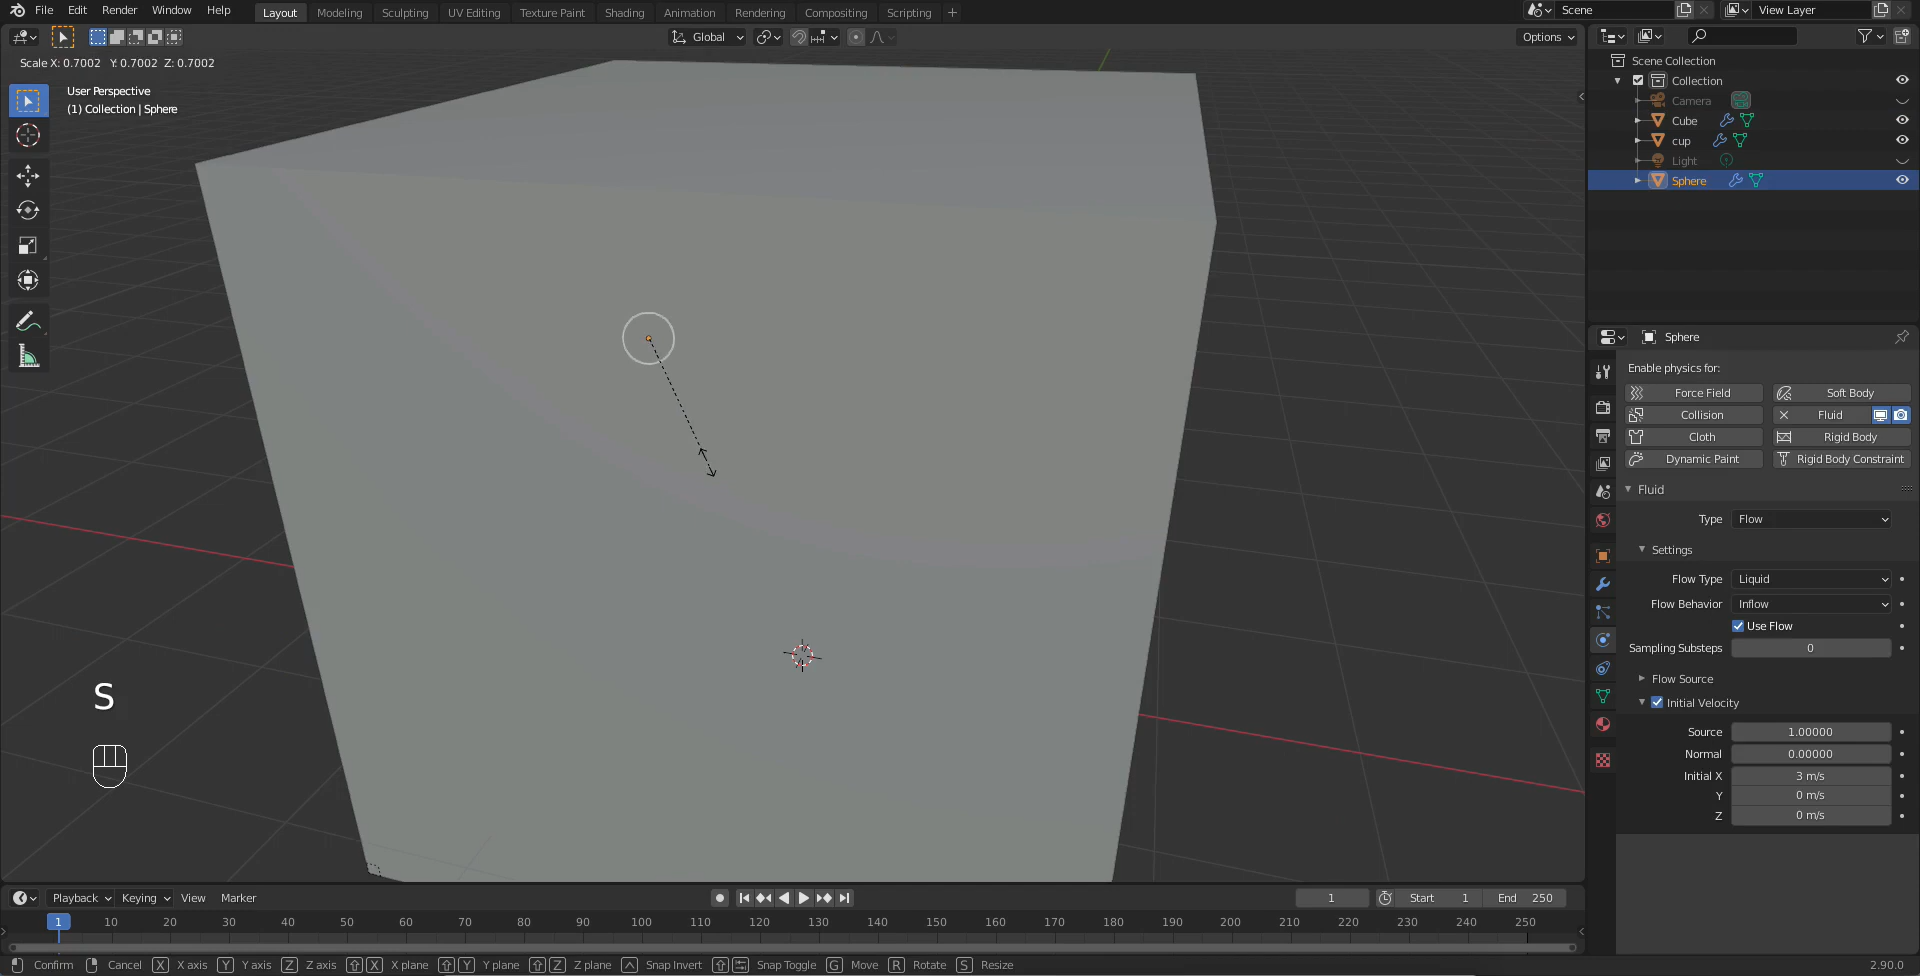 File Edit Render Window Help Layout Modeling Sculpting UV Editing Texture Paint Shading Animation Rendering Compositing Scripting + Scene View Layer
Global Options
Scale X: 0.7002 Y: 0.7002 Z: 0.7002
User Perspective
(1) Collection | Sphere
S
Scene Collection
Collection
Camera
Cube
cup
Light
Sphere
Sphere
Enable physics for:
Force Field Soft Body
Collision Fluid
Cloth Rigid Body
Dynamic Paint Rigid Body Constraint
Fluid
Type Flow
Settings
Flow Type Liquid
Flow Behavior Inflow
Use Flow
Sampling Substeps 0
Flow Source
Initial Velocity
Source 1.00000
Normal 0.00000
Initial X 3 m/s
Y 0 m/s
Z 0 m/s
Playback Keying View Marker 1 Start 1 End 250
1 10 20 30 40 50 60 70 80 90 100 110 120 130 140 150 160 170 180 190 200 210 220 230 240 250
Confirm Cancel X X axis Y Y axis Z Z axis X X plane Y Y plane Z Z plane Snap Invert Snap Toggle G Move R Rotate S Resize 2.90.0